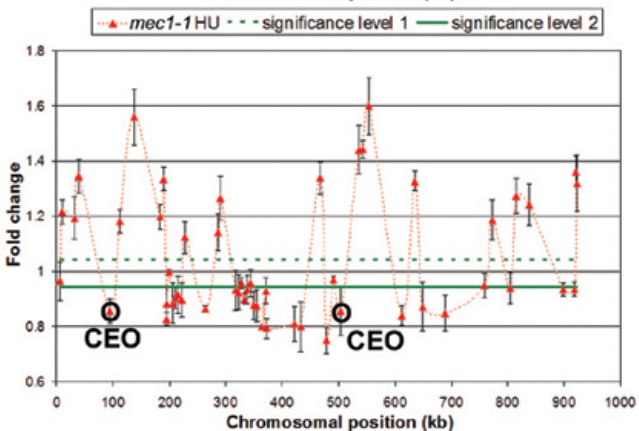 mec1-1 HU significance level 1 significance level 2
1.8
1.6
1.4
1.2
1
0.8
0.6
Fold change
CEO
CEO
0 100 200 300 400 500 600 700 800 900 1000
Chromosomal position (kb)